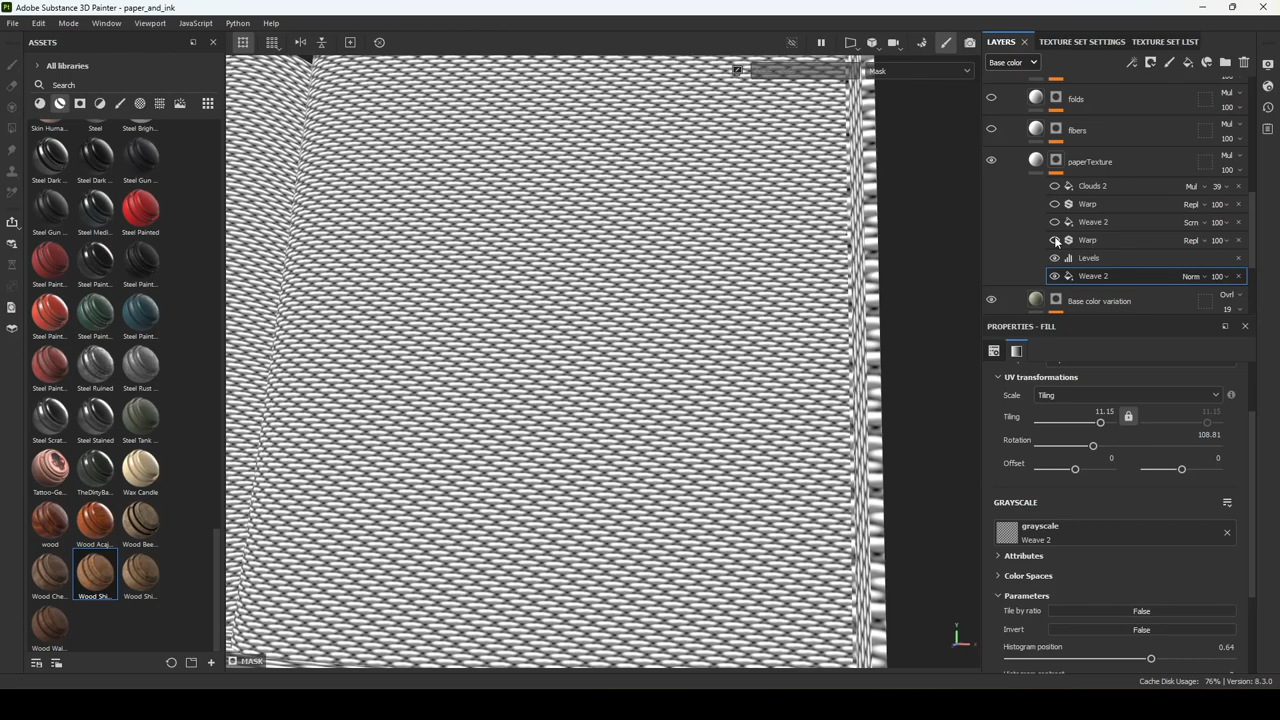 Adobe Substance 3D Painter - paper_and_ink
File Edit Mode Window Viewport JavaScript Python Help
ASSETS
All libraries
Search
Skin Huma... Steel Steel Brigh...
Steel Dark ... Steel Dark ... Steel Gun ...
Steel Gun ... Steel Medi... Steel Painted
Steel Paint... Steel Paint... Steel Paint...
Steel Paint... Steel Paint... Steel Paint...
Steel Paint... Steel Ruined Steel Rust ...
Steel Scrat... Steel Stained Steel Tank ...
Tattoo-Ge... TheDirtyBa... Wax Candle
wood Wood Acaj... Wood Bee...
Wood Che... Wood Shi... Wood Shi...
Wood Wal...
Mask
MASK
Y
LAYERS TEXTURE SET SETTINGS TEXTURE SET LIST
Base color
folds Mul 100
fibers Mul 100
paperTexture Mul 100
Clouds 2 Mul 39
Warp Repl 100
Weave 2 Scrn 100
Warp Repl 100
Levels
Weave 2 Norm 100
Base color variation Ovrl 19
PROPERTIES - FILL
UV transformations
Scale Tiling
Tiling 11.15 11.15
Rotation 108.81
Offset 0 0
GRAYSCALE
grayscale
Weave 2
Attributes
Color Spaces
Parameters
Tile by ratio False
Invert False
Histogram position 0.64
Cache Disk Usage: 76% | Version: 8.3.0